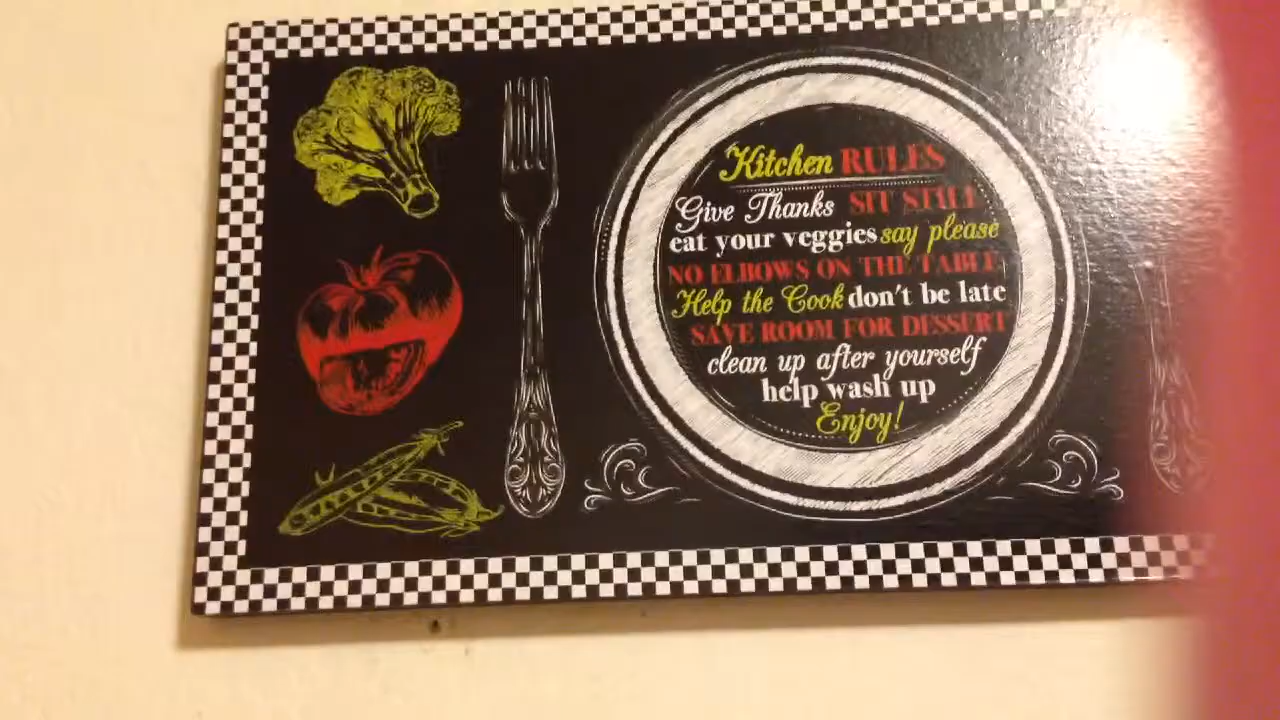 Kitchen RULES
Give Thanks SIT STILL
eat your veggies say please
NO ELBOWS ON THE TABLE
Help the Cook don't be late
SAVE ROOM FOR DESSERT
clean up after yourself
help wash up
Enjoy!